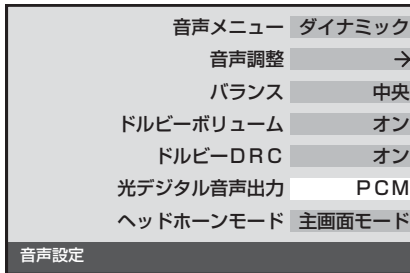 音声メニュー ダイナミック
音声調整 →
バランス 中央
ドルビーボリューム オン
ドルビーDRC オン
光デジタル音声出力 PCM
ヘッドホーンモード 主画面モード
音声設定